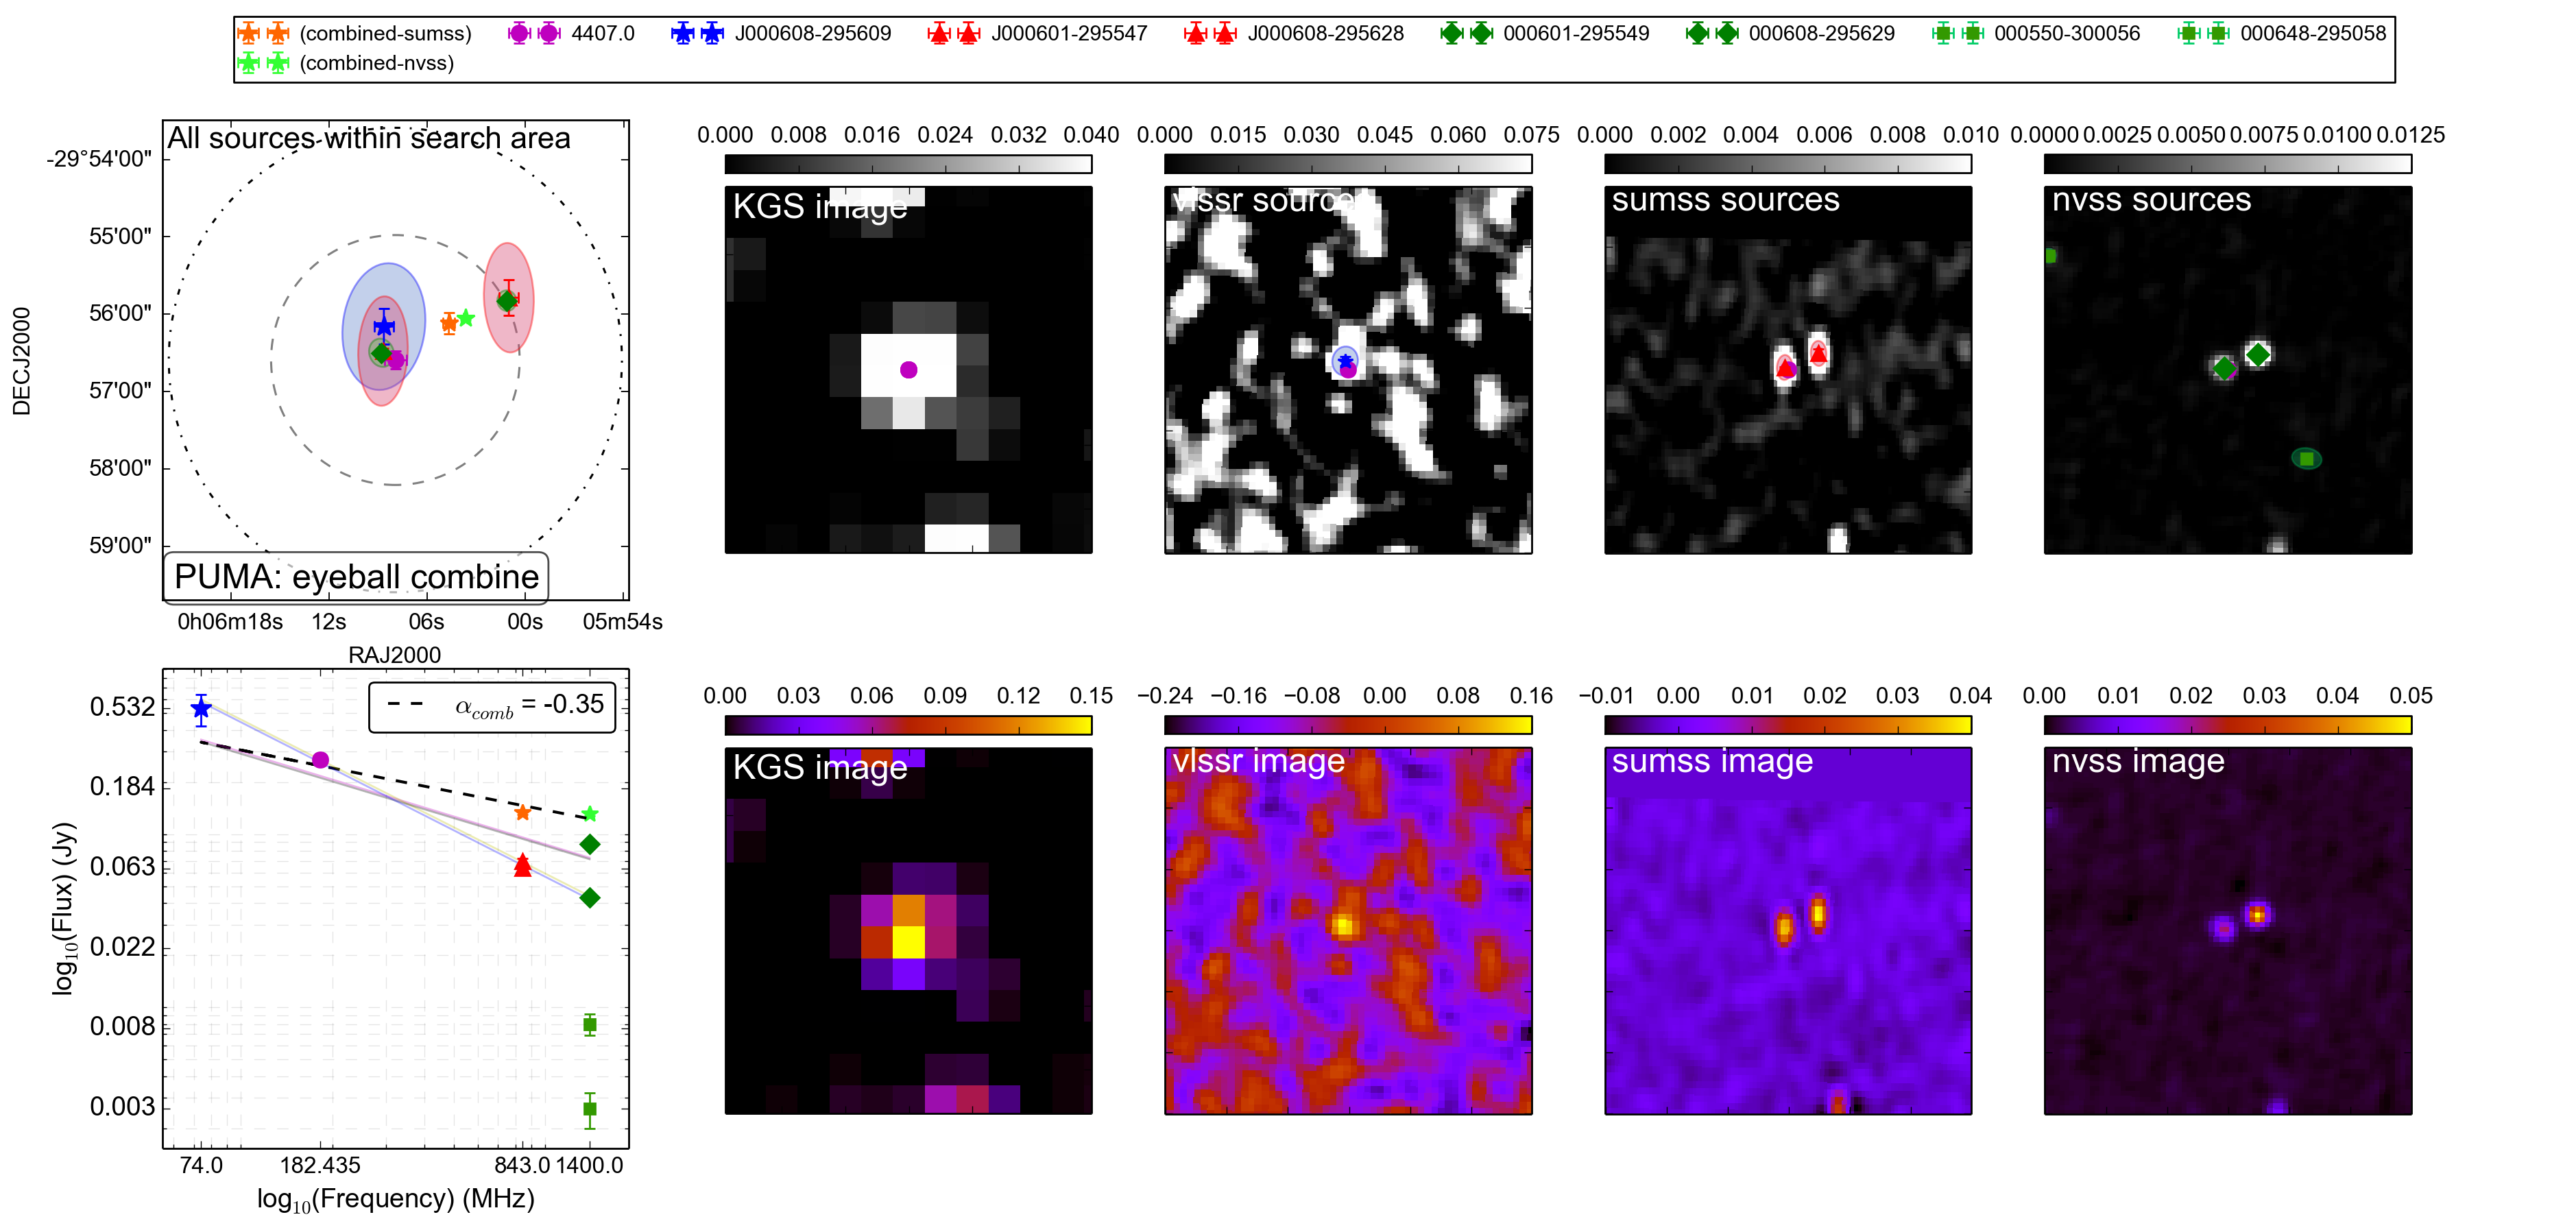 (combined-sumss) 4407.0 J000608-295609 J000601-295547 J000608-295628 000601-295549 000608-295629 000550-300056 000648-295058
(combined-nvss)
All sources within search area
-29°54'00"
55'00"
56'00"
57'00"
58'00"
59'00"
DECJ2000
PUMA: eyeball combine
0h06m18s 12s 06s 00s 05m54s
RAJ2000
0.000 0.008 0.016 0.024 0.032 0.040
KGS image
0.000 0.015 0.030 0.045 0.060 0.075
vlssr sources
0.000 0.002 0.004 0.006 0.008 0.010
sumss sources
0.0000 0.0025 0.0050 0.0075 0.0100 0.0125
nvss sources
α_comb = -0.35
0.532
0.184
0.063
0.022
0.008
0.003
log₁₀(Flux) (Jy)
74.0 182.435 843.0 1400.0
log₁₀(Frequency) (MHz)
0.00 0.03 0.06 0.09 0.12 0.15
KGS image
−0.24 −0.16 −0.08 0.00 0.08 0.16
vlssr image
−0.01 0.00 0.01 0.02 0.03 0.04
sumss image
0.00 0.01 0.02 0.03 0.04 0.05
nvss image